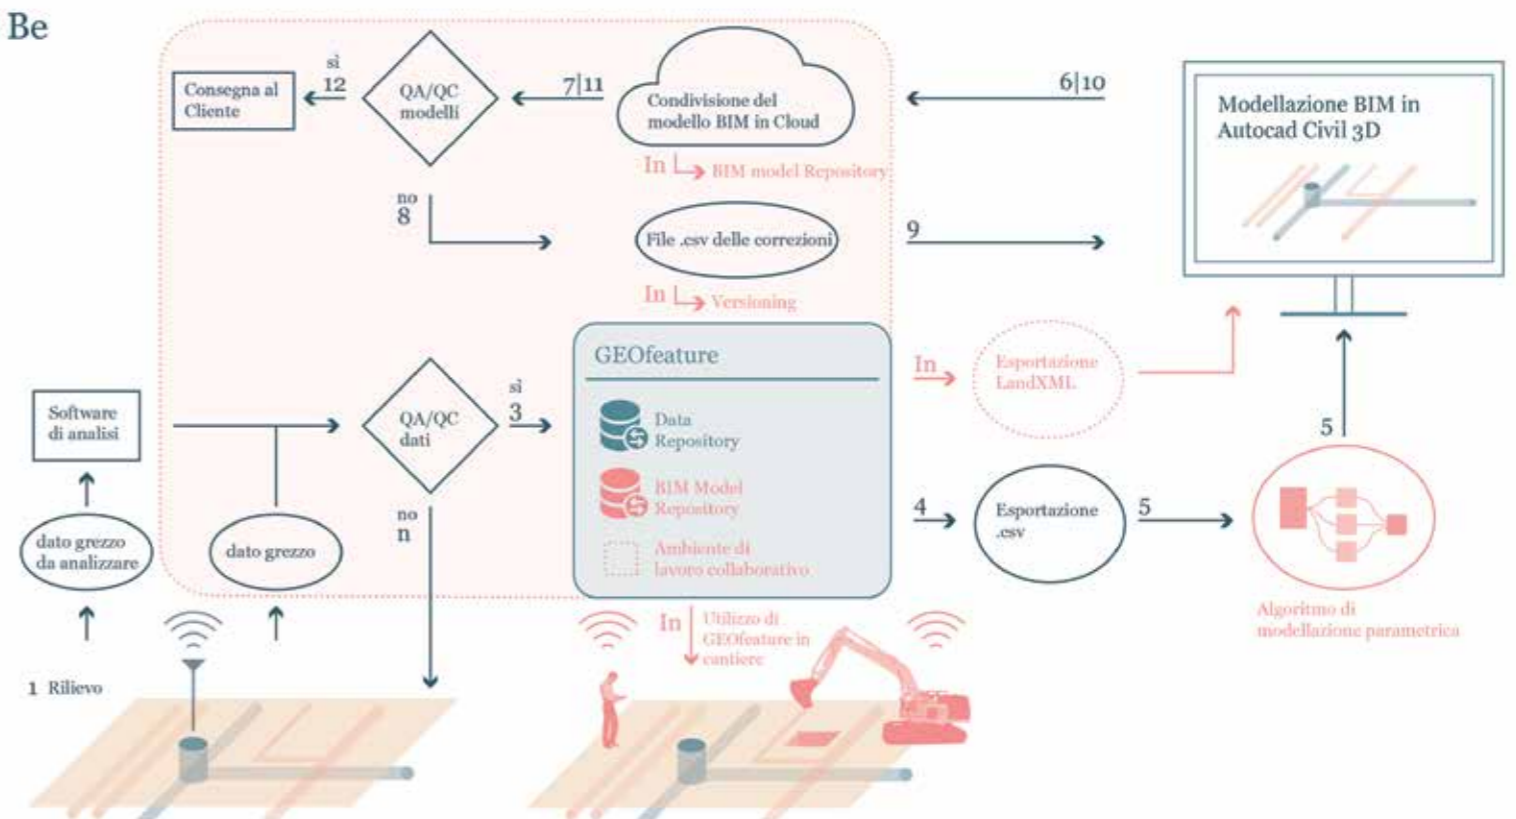 Be
sì
12
Consegna al
Cliente
QA/QC
modelli
7|11
Condivisione del
modello BIM in Cloud
6|10
Modellazione BIM in
Autocad Civil 3D
In
BIM model Repository
no
8
File .csv delle correzioni
9
In
Versioning
GEOfeature
In
Esportazione
LandXML
Software
di analisi
QA/QC
dati
sì
3
Data
Repository
5
BIM Model
Repository
4
Esportazione
.csv
5
no
n
dato grezzo
da analizzare
dato grezzo
Ambiente di
lavoro collaborativo
Algoritmo di
modellazione parametrica
In
Utilizzo di
GEOfeature in
cantiere
1 Rilievo